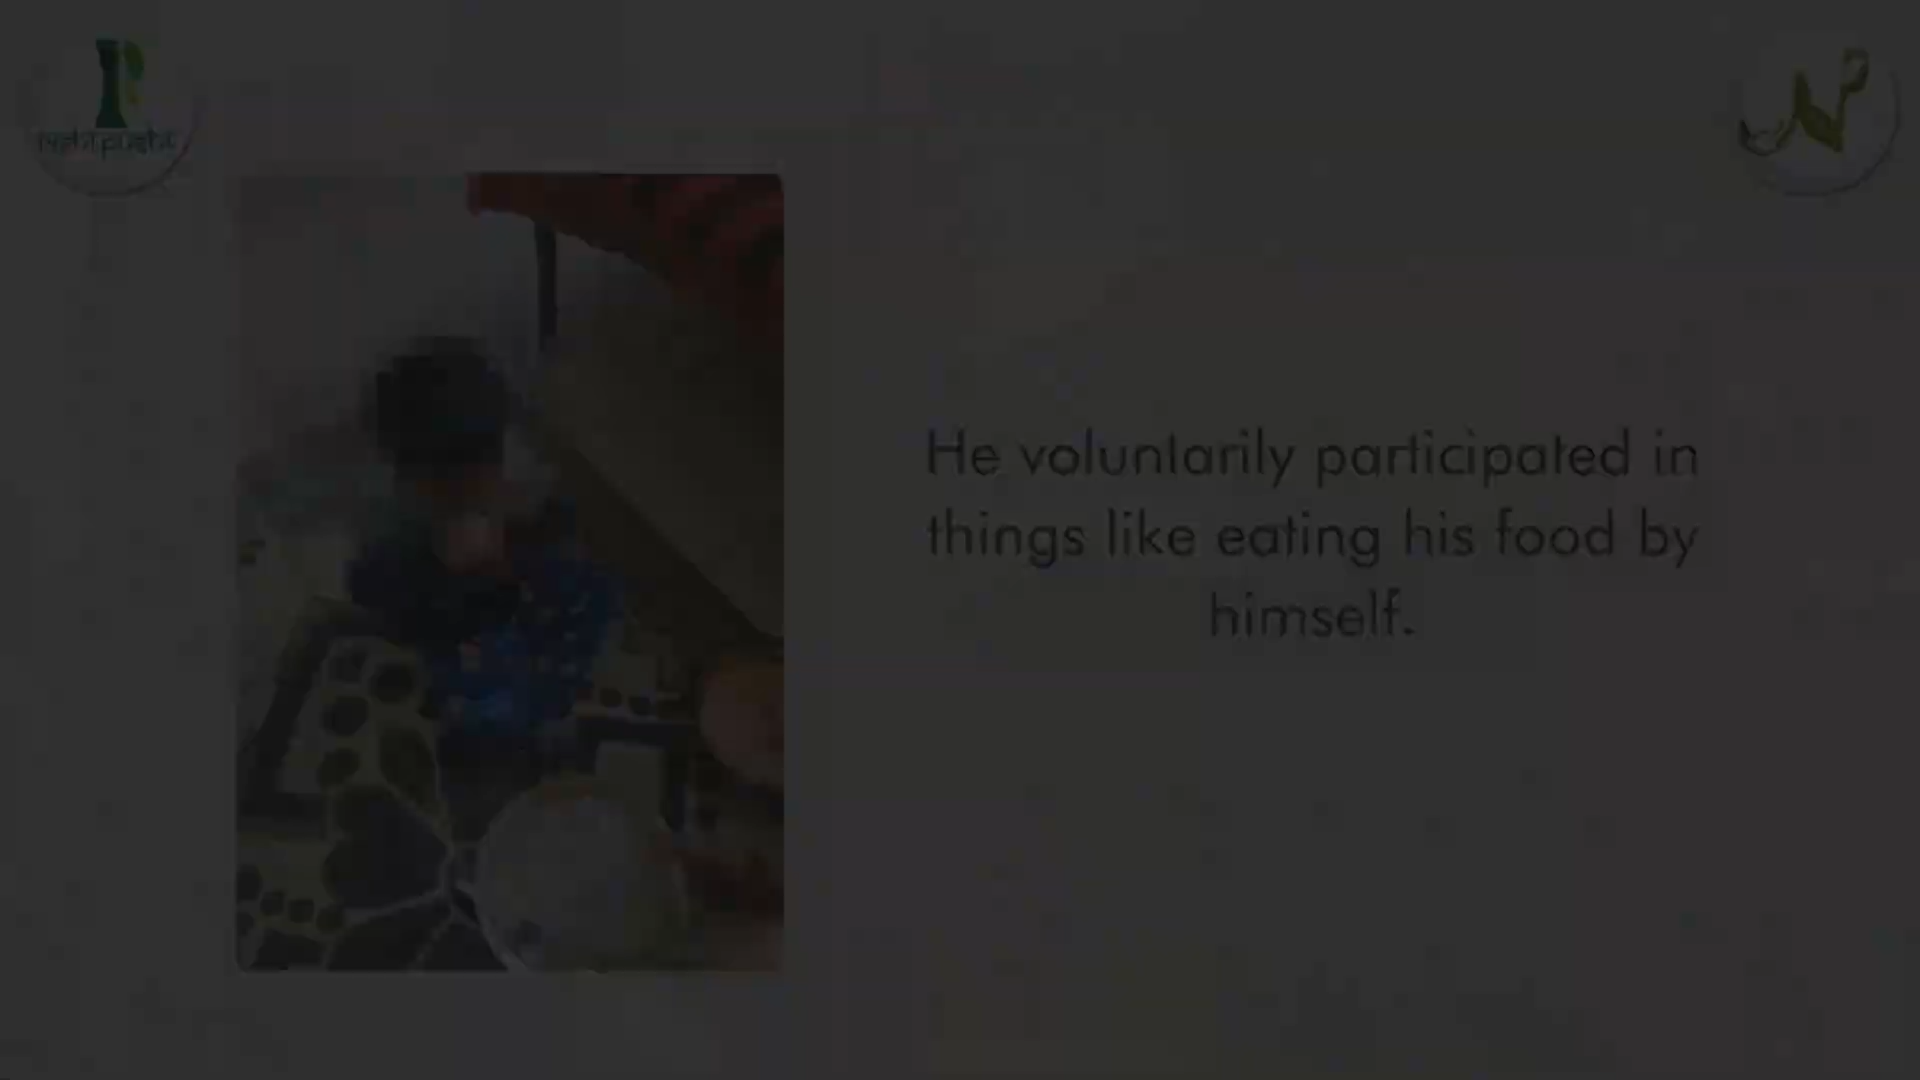 He voluntarily participated in
things like eating his food by
himself.